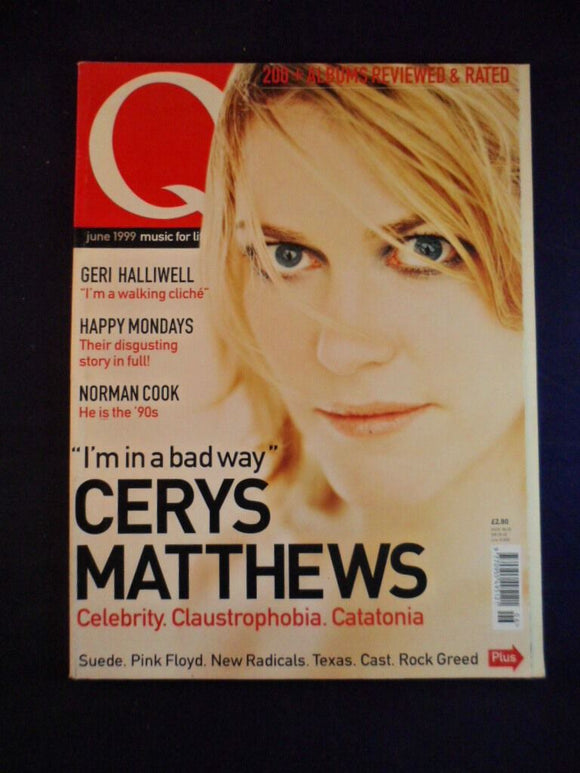 200 + ALBUMS REVIEWED & RATED
Q
june 1999 music for li
GERI HALLIWELL
"I'm a walking cliché"
HAPPY MONDAYS
Their disgusting
story in full!
NORMAN COOK
He is the '90s
"I'm in a bad way"
CERYS
MATTHEWS
Celebrity. Claustrophobia. Catatonia
£2.80
Suede. Pink Floyd. New Radicals. Texas. Cast. Rock Greed Plus